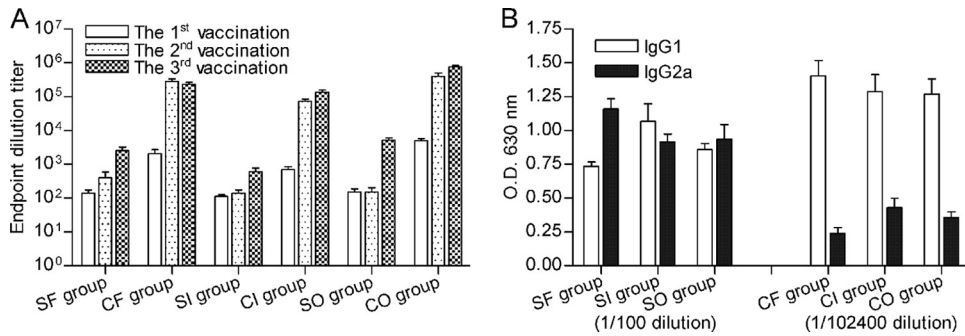 A
The 1st vaccination
The 2nd vaccination
The 3rd vaccination
Endpoint dilution titer
10^7
10^6
10^5
10^4
10^3
10^2
10^1
10^0
SF group
CF group
SI group
CI group
SO group
CO group
B
IgG1
IgG2a
O.D. 630 nm
1.75
1.50
1.25
1.00
0.75
0.50
0.25
0.00
SF group
SI group
SO group
CF group
CI group
CO group
(1/100 dilution)
(1/102400 dilution)